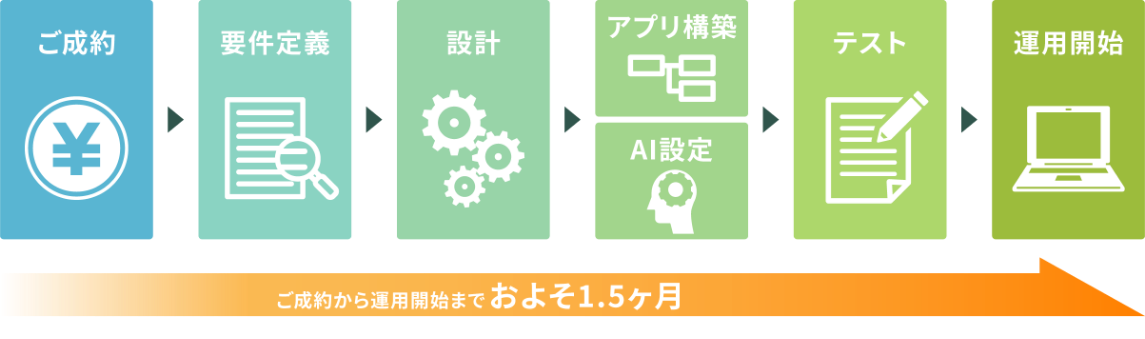 ご成約
要件定義
設計
アプリ構築
AI設定
テスト
運用開始
ご成約から運用開始まで およそ1.5ヶ月